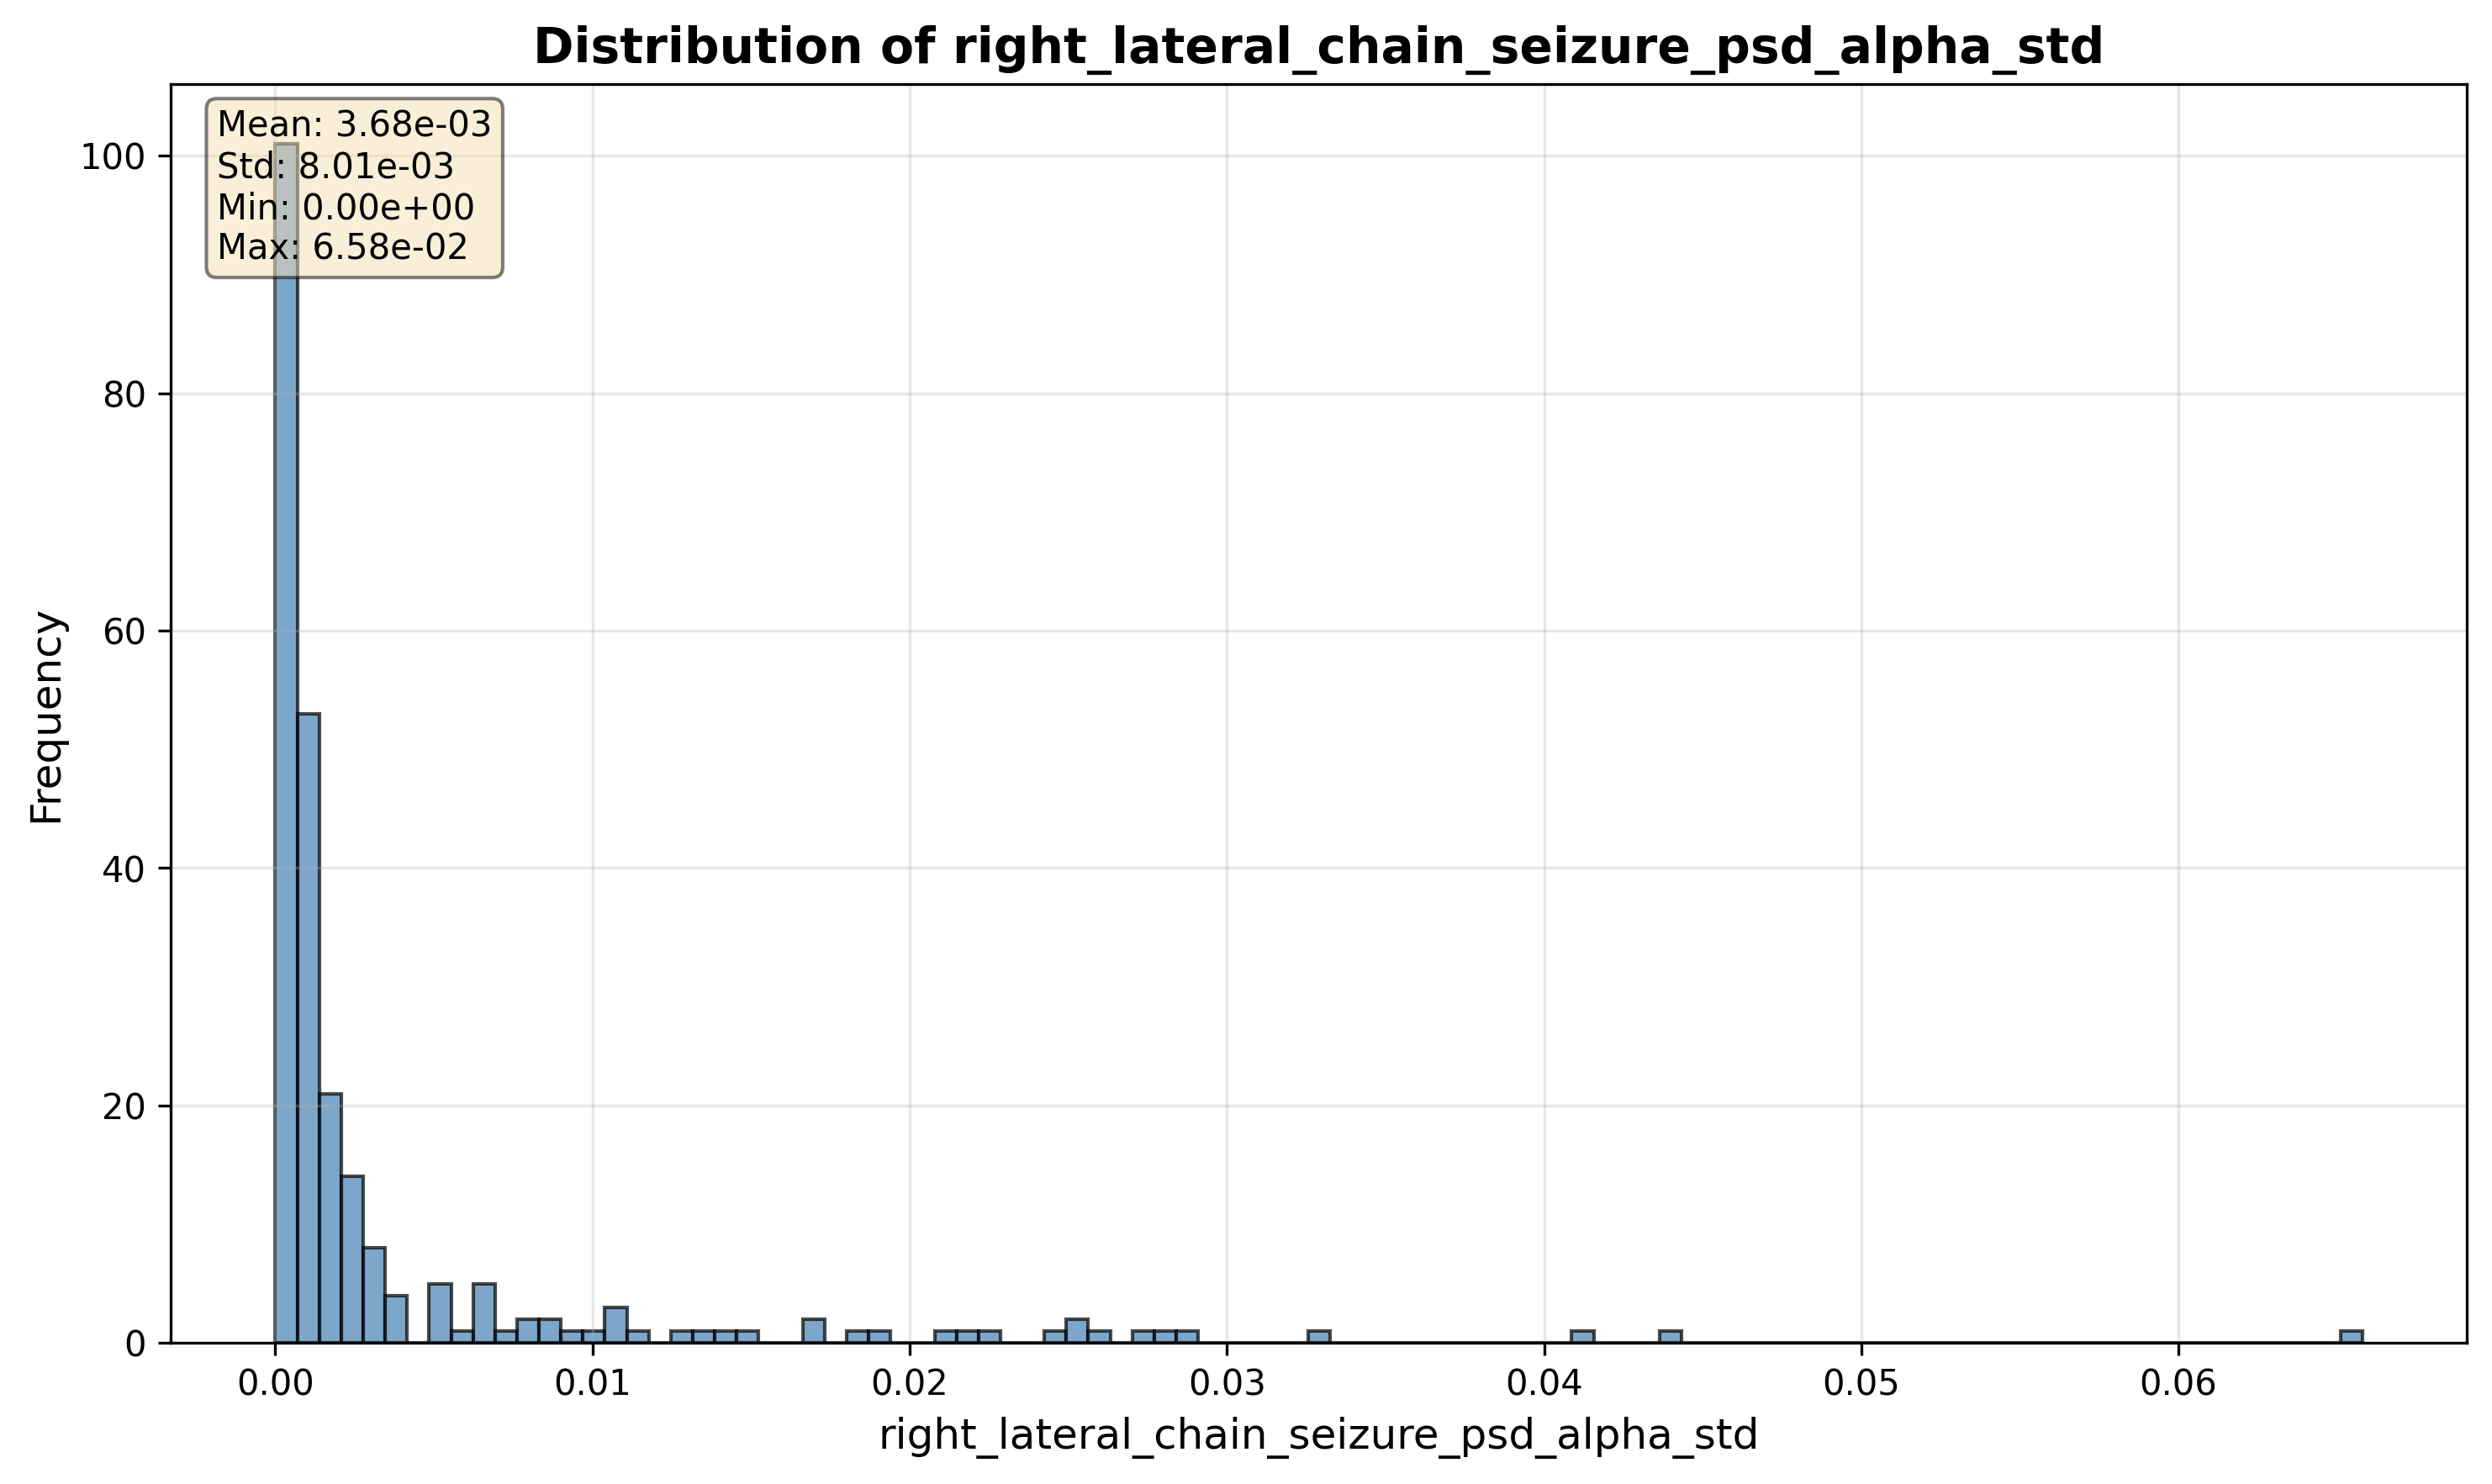 Distribution of right_lateral_chain_seizure_psd_alpha_std
Mean: 3.68e-03
Std: 8.01e-03
Min: 0.00e+00
Max: 6.58e-02
100
80
60
40
20
0
Frequency
0.00 0.01 0.02 0.03 0.04 0.05 0.06
right_lateral_chain_seizure_psd_alpha_std